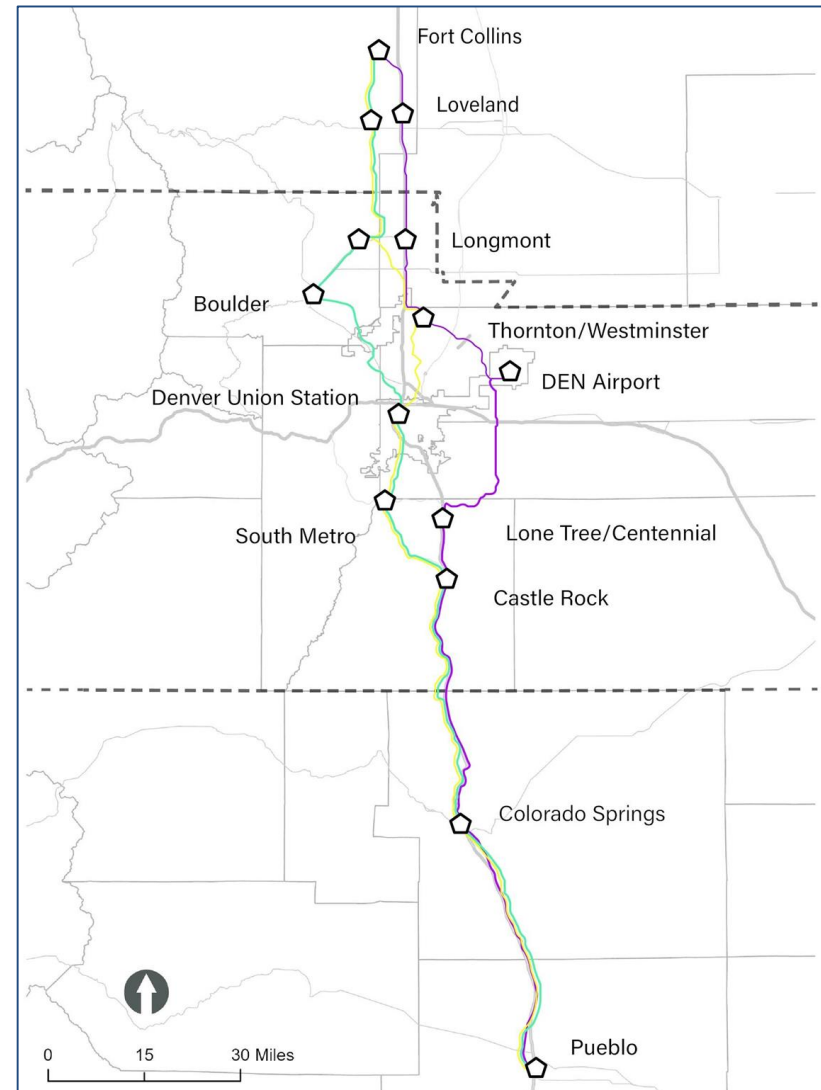 Fort Collins
Loveland
Longmont
Boulder
Thornton/Westminster
DEN Airport
Denver Union Station
South Metro
Lone Tree/Centennial
Castle Rock
Colorado Springs
Pueblo
0 15 30 Miles